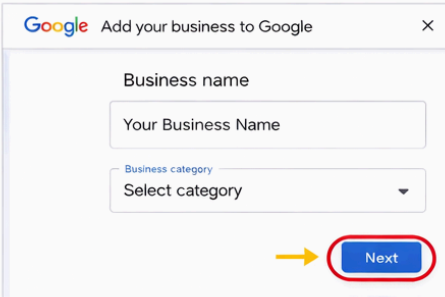 Google Add your business to Google
Business name
Your Business Name
Business category
Select category
Next